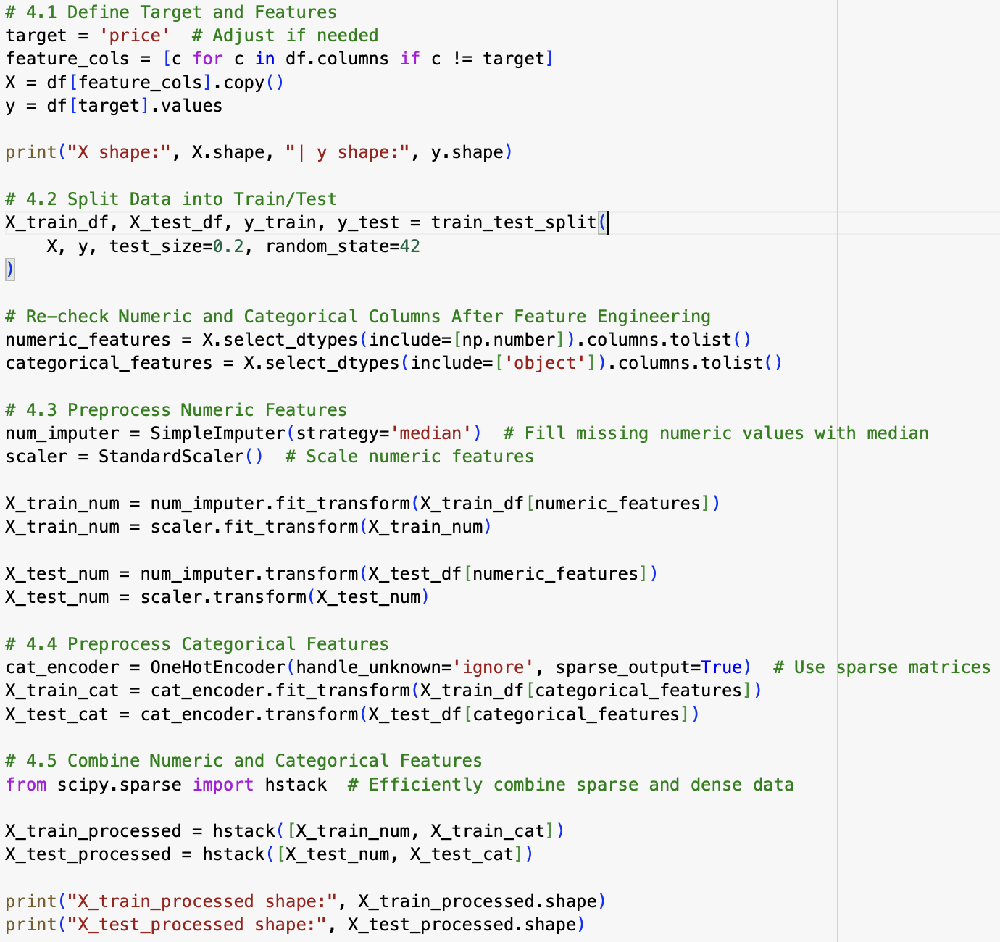 # 4.1 Define Target and Features
target = 'price'  # Adjust if needed
feature_cols = [c for c in df.columns if c != target]
X = df[feature_cols].copy()
y = df[target].values

print("X shape:", X.shape, "| y shape:", y.shape)

# 4.2 Split Data into Train/Test
X_train_df, X_test_df, y_train, y_test = train_test_split(
    X, y, test_size=0.2, random_state=42
)

# Re-check Numeric and Categorical Columns After Feature Engineering
numeric_features = X.select_dtypes(include=[np.number]).columns.tolist()
categorical_features = X.select_dtypes(include=['object']).columns.tolist()

# 4.3 Preprocess Numeric Features
num_imputer = SimpleImputer(strategy='median')  # Fill missing numeric values with median
scaler = StandardScaler()  # Scale numeric features

X_train_num = num_imputer.fit_transform(X_train_df[numeric_features])
X_train_num = scaler.fit_transform(X_train_num)

X_test_num = num_imputer.transform(X_test_df[numeric_features])
X_test_num = scaler.transform(X_test_num)

# 4.4 Preprocess Categorical Features
cat_encoder = OneHotEncoder(handle_unknown='ignore', sparse_output=True)  # Use sparse matrices
X_train_cat = cat_encoder.fit_transform(X_train_df[categorical_features])
X_test_cat = cat_encoder.transform(X_test_df[categorical_features])

# 4.5 Combine Numeric and Categorical Features
from scipy.sparse import hstack  # Efficiently combine sparse and dense data

X_train_processed = hstack([X_train_num, X_train_cat])
X_test_processed = hstack([X_test_num, X_test_cat])

print("X_train_processed shape:", X_train_processed.shape)
print("X_test_processed shape:", X_test_processed.shape)